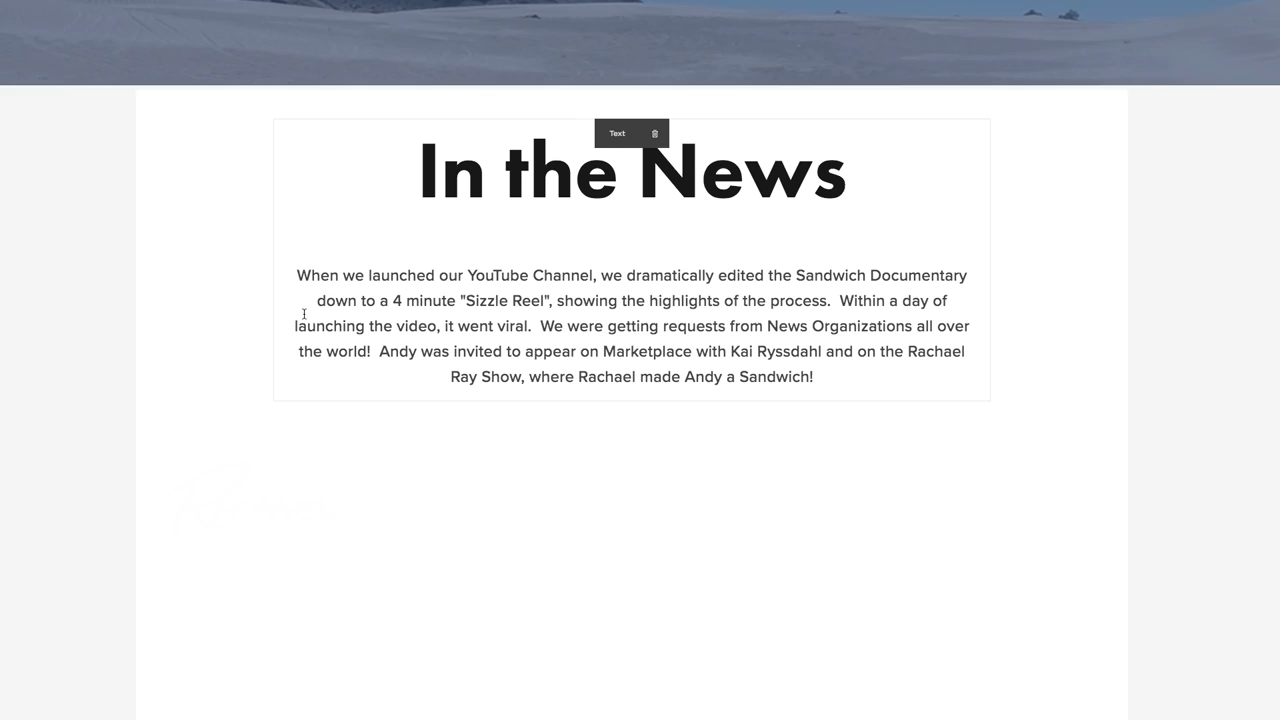 Text
In the News
When we launched our YouTube Channel, we dramatically edited the Sandwich Documentary
down to a 4 minute "Sizzle Reel", showing the highlights of the process.  Within a day of
launching the video, it went viral.  We were getting requests from News Organizations all over
the world!  Andy was invited to appear on Marketplace with Kai Ryssdahl and on the Rachael
Ray Show, where Rachael made Andy a Sandwich!